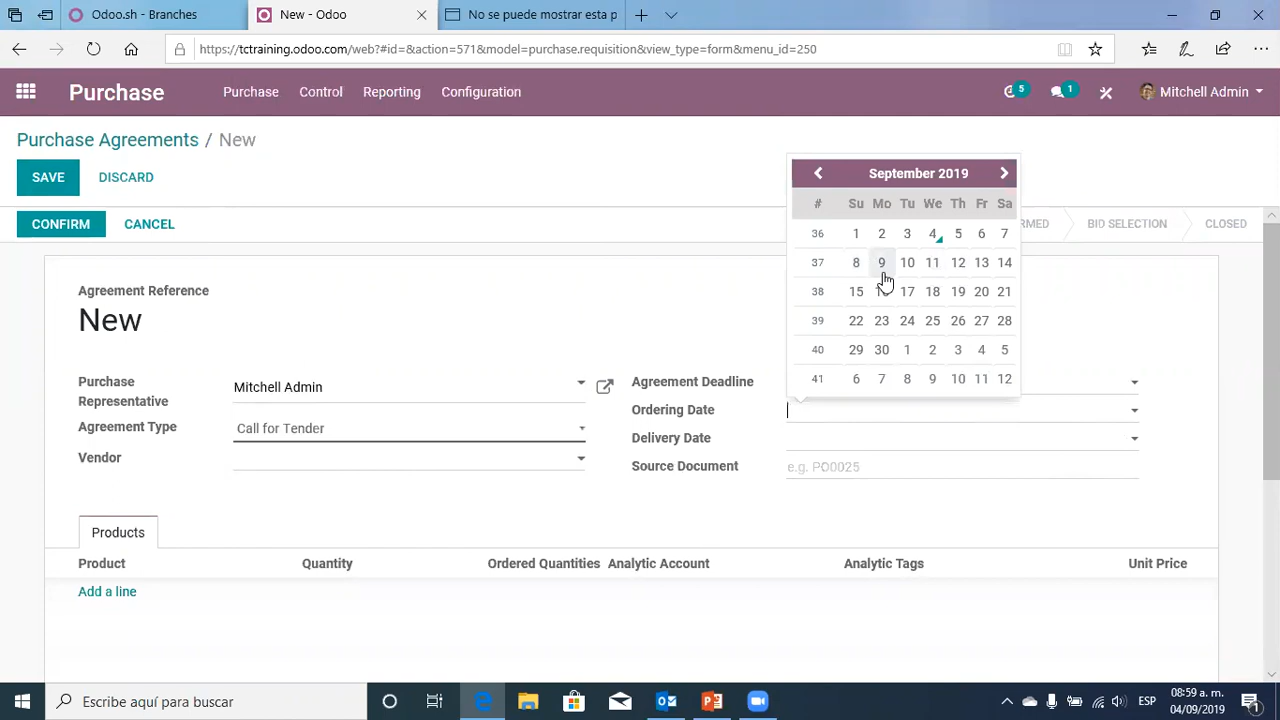 Odoo.sh - Branches
New - Odoo
No se puede mostrar esta p
https://tctraining.odoo.com/web?#id=&action=571&model=purchase.requisition&view_type=form&menu_id=250
Purchase Purchase Control Reporting Configuration 5 1 Mitchell Admin
Purchase Agreements / New
SAVE DISCARD
CONFIRM CANCEL BID SELECTION CLOSED
September 2019
# Su Mo Tu We Th Fr Sa
36 1 2 3 4 5 6 7
37 8 9 10 11 12 13 14
38 15 16 17 18 19 20 21
39 22 23 24 25 26 27 28
40 29 30 1 2 3 4 5
41 6 7 8 9 10 11 12
Agreement Reference
New
Purchase Representative Mitchell Admin
Agreement Type Call for Tender
Vendor
Agreement Deadline
Ordering Date
Delivery Date
Source Document e.g. PO0025
Products
Product Quantity Ordered Quantities Analytic Account Analytic Tags Unit Price
Add a line
Escribe aquí para buscar
ESP
08:59 a. m.
04/09/2019
1